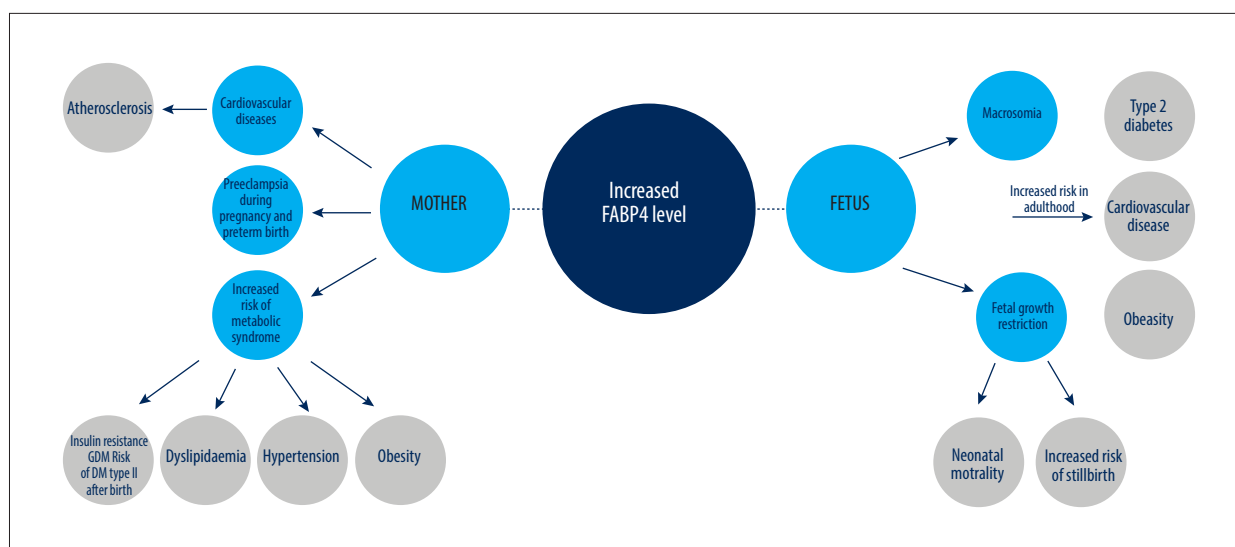 Atherosclerosis
Cardiovascular
diseases
Preeclampsia
during
pregnancy and
preterm birth
Increased
risk of
metabolic
syndrome
Insulin resistance
GDM Risk
of DM type II
after birth
Dyslipidaemia
Hypertension
Obesity
MOTHER
Increased
FABP4 level
FETUS
Macrosomia
Fetal growth
restriction
Neonatal
motrality
Increased risk
of stillbirth
Increased risk in
adulthood
Type 2
diabetes
Cardiovascular
disease
Obeasity